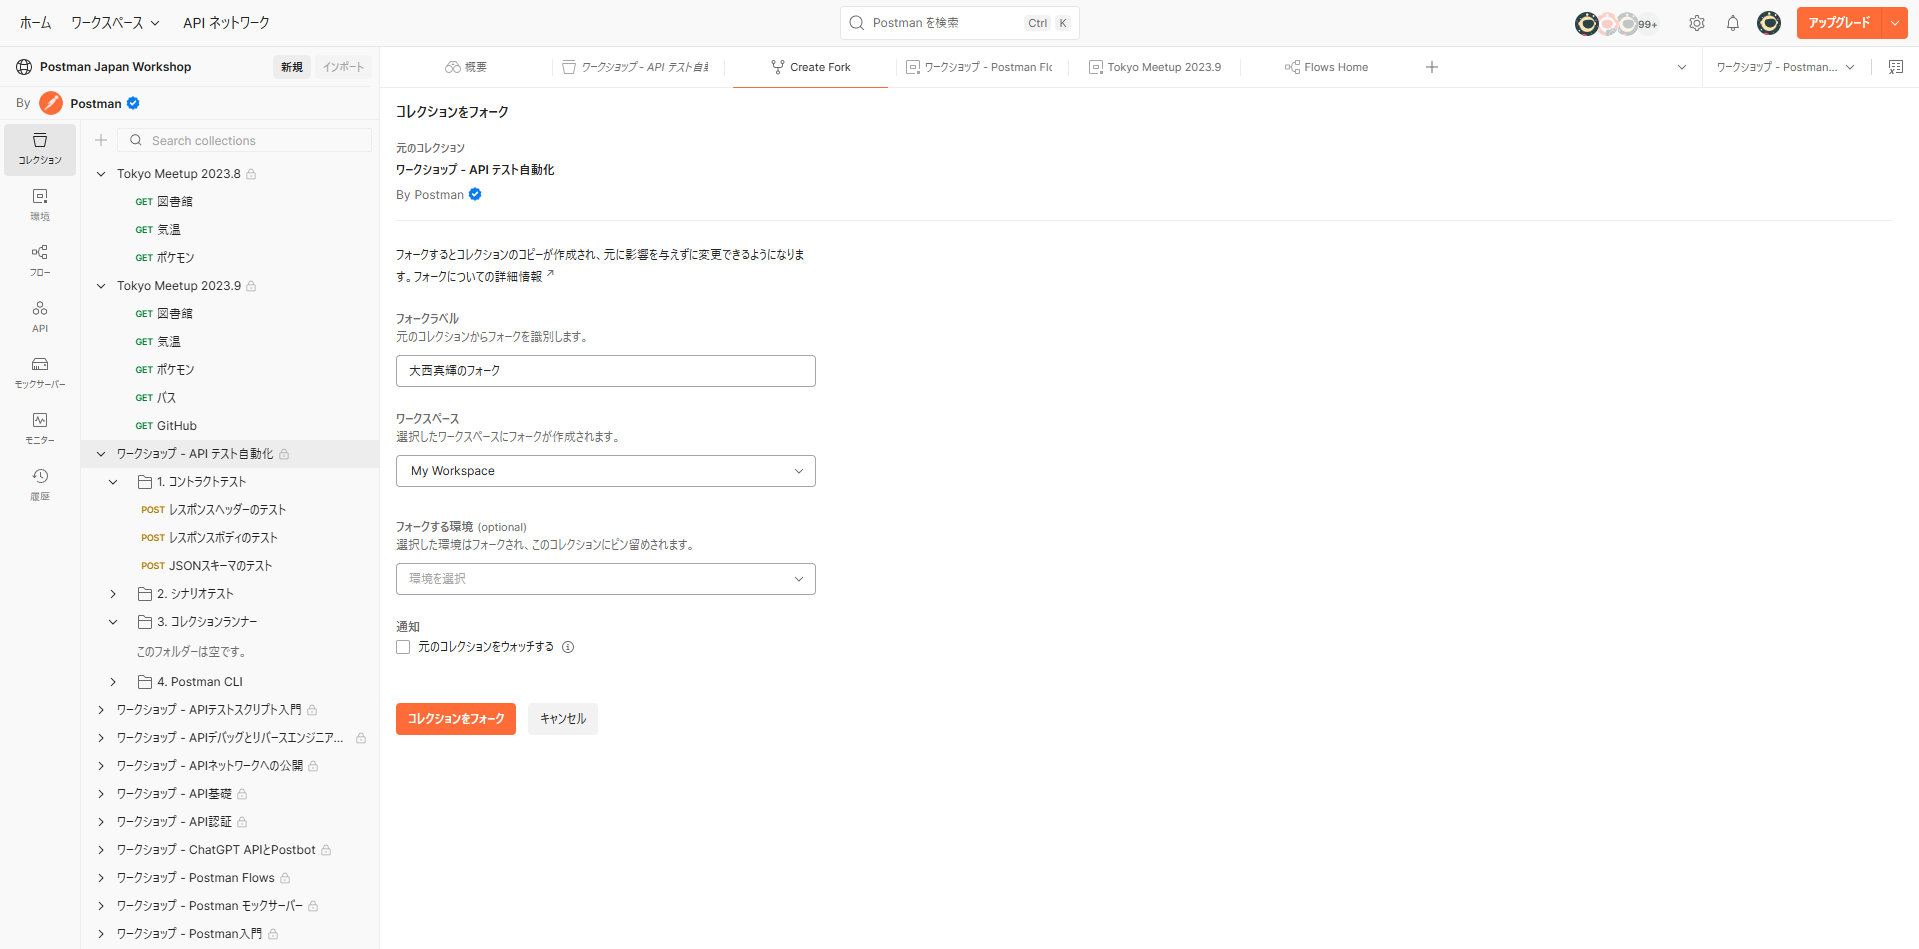 ホーム ワークスペース API ネットワーク
Postman を検索 Ctrl K
99+
アップグレード
Postman Japan Workshop 新規 インポート
By Postman
概要
ワークショップ - API テスト自動
Create Fork
ワークショップ - Postman Flo
Tokyo Meetup 2023.9
Flows Home
ワークショップ - Postman...
コレクション
環境
フロー
API
モックサーバー
モニター
履歴
Search collections
Tokyo Meetup 2023.8
GET 図書館
GET 気温
GET ポケモン
Tokyo Meetup 2023.9
GET 図書館
GET 気温
GET ポケモン
GET バス
GET GitHub
ワークショップ - API テスト自動化
1. コントラクトテスト
POST レスポンスヘッダーのテスト
POST レスポンスボディのテスト
POST JSONスキーマのテスト
2. シナリオテスト
3. コレクションランナー
このフォルダーは空です。
4. Postman CLI
ワークショップ - APIテストスクリプト入門
ワークショップ - APIデバッグとリバースエンジニア...
ワークショップ - APIネットワークへの公開
ワークショップ - API基礎
ワークショップ - API認証
ワークショップ - ChatGPT APIとPostbot
ワークショップ - Postman Flows
ワークショップ - Postman モックサーバー
ワークショップ - Postman入門
コレクションをフォーク
元のコレクション
ワークショップ - API テスト自動化
By Postman
フォークするとコレクションのコピーが作成され、元に影響を与えずに変更できるようになりま
す。フォークについての詳細情報↗
フォークラベル
元のコレクションからフォークを識別します。
大西真輝のフォーク
ワークスペース
選択したワークスペースにフォークが作成されます。
My Workspace
フォークする環境 (optional)
選択した環境はフォークされ、このコレクションにピン留めされます。
環境を選択
通知
元のコレクションをウォッチする
コレクションをフォーク キャンセル